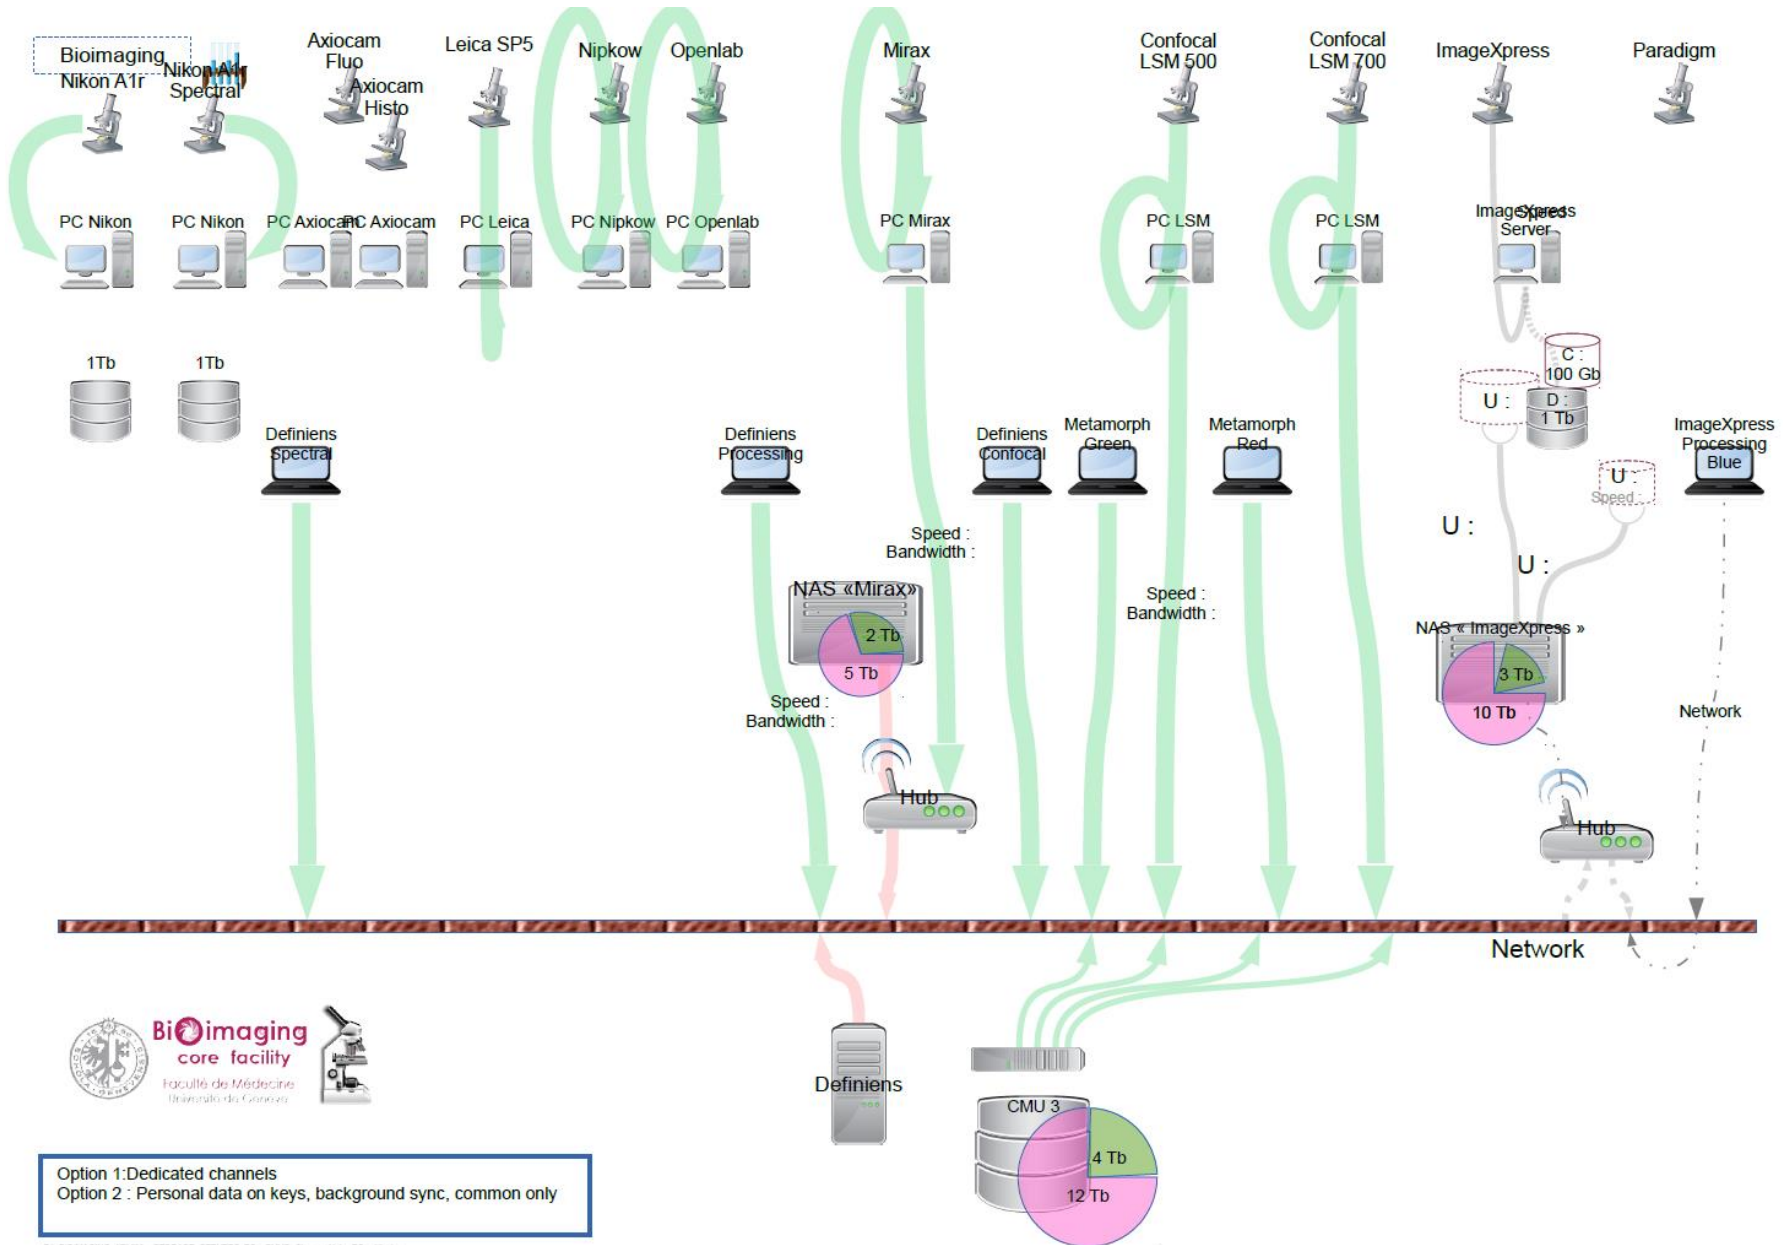 Bioimaging
Nikon A1r
Nikon A1r
Spectral
Axiocam
Fluo
Axiocam
Histo
Leica SP5
Nipkow
Openlab
Mirax
Confocal
LSM 500
Confocal
LSM 700
ImageXpress
Paradigm
PC Nikon
PC Nikon
PC Axiocam
PC Axiocam
PC Leica
PC Nipkow
PC Openlab
PC Mirax
PC LSM
PC LSM
ImageXpress
Server
Speed
1Tb
1Tb
C :
100 Gb
U :
D :
1 Tb
Definiens
Spectral
Definiens
Processing
Definiens
Confocal
Metamorph
Green
Metamorph
Red
ImageXpress
Processing
Blue
U :
Speed :
U :
U :
Speed :
Bandwidth :
NAS «Mirax»
2 Tb
5 Tb
Speed :
Bandwidth :
Speed :
Bandwidth :
NAS « ImageXpress »
3 Tb
10 Tb
Network
Hub
Hub
Network
BiOimaging
core facility
Faculté de Médecine
Université de Genève
Definiens
CMU 3
4 Tb
12 Tb
Option 1:Dedicated channels
Option 2 : Personal data on keys, background sync, common only